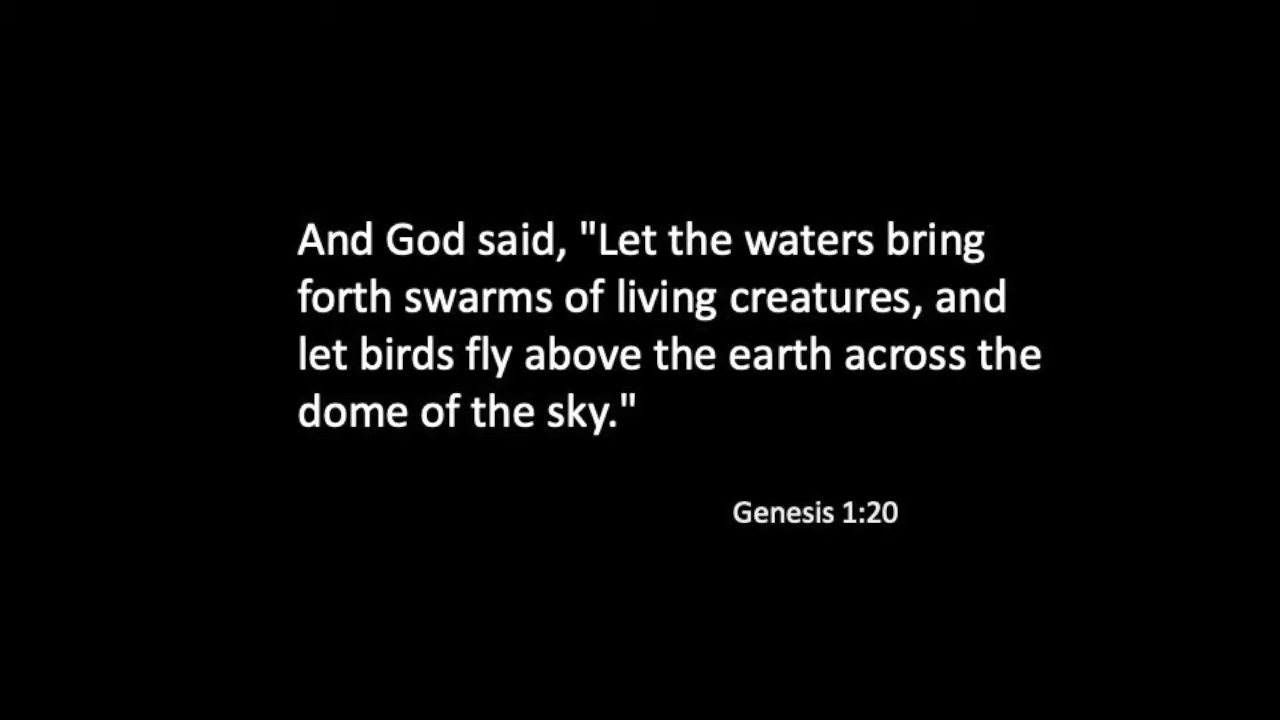 And God said, "Let the waters bring
forth swarms of living creatures, and
let birds fly above the earth across the
dome of the sky."
Genesis 1:20